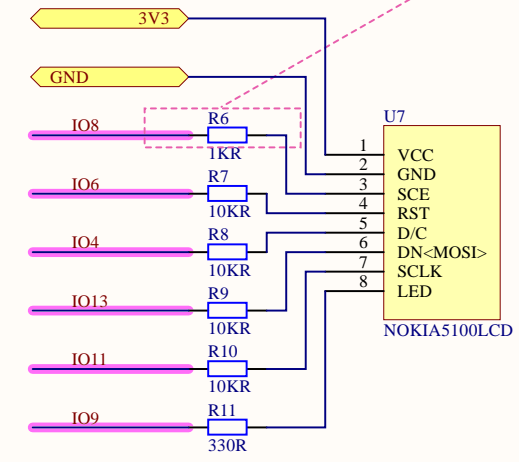 3V3
GND
U7
IO8
R6
1KR
IO6
R7
10KR
IO4
R8
10KR
IO13
R9
10KR
IO11
R10
10KR
IO9
R11
330R
1 VCC
2 GND
3 SCE
4 RST
5 D/C
6 DN<MOSI>
7 SCLK
8 LED
NOKIA5100LCD